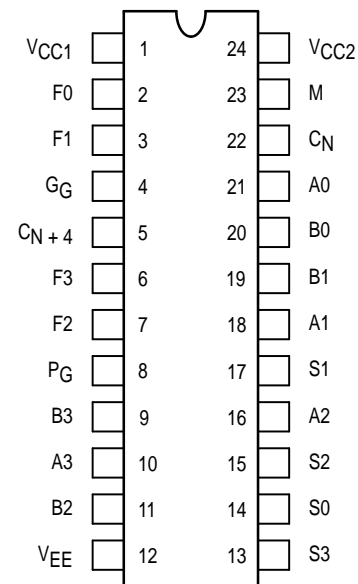 VCC1 1 24 VCC2
F0 2 23 M
F1 3 22 CN
GG 4 21 A0
CN + 4 5 20 B0
F3 6 19 B1
F2 7 18 A1
PG 8 17 S1
B3 9 16 A2
A3 10 15 S2
B2 11 14 S0
VEE 12 13 S3